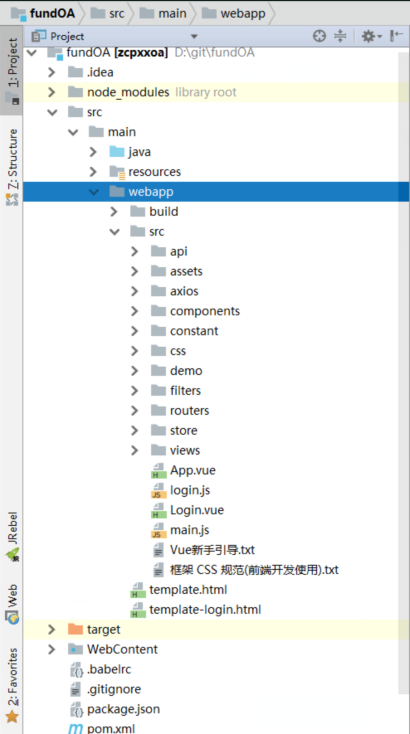 fundOA src main webapp
Project
1: Project
fundOA [zcpxxoa] D:\git\fundOA
.idea
node_modules library root
src
main
java
resources
webapp
build
src
api
assets
axios
components
constant
css
demo
filters
routers
store
views
App.vue
login.js
Login.vue
main.js
Vue新手引导.txt
框架 CSS 规范(前端开发使用).txt
template.html
template-login.html
target
WebContent
.babelrc
.gitignore
package.json
pom.xml
Z: Structure
JRebel
Web
2: Favorites